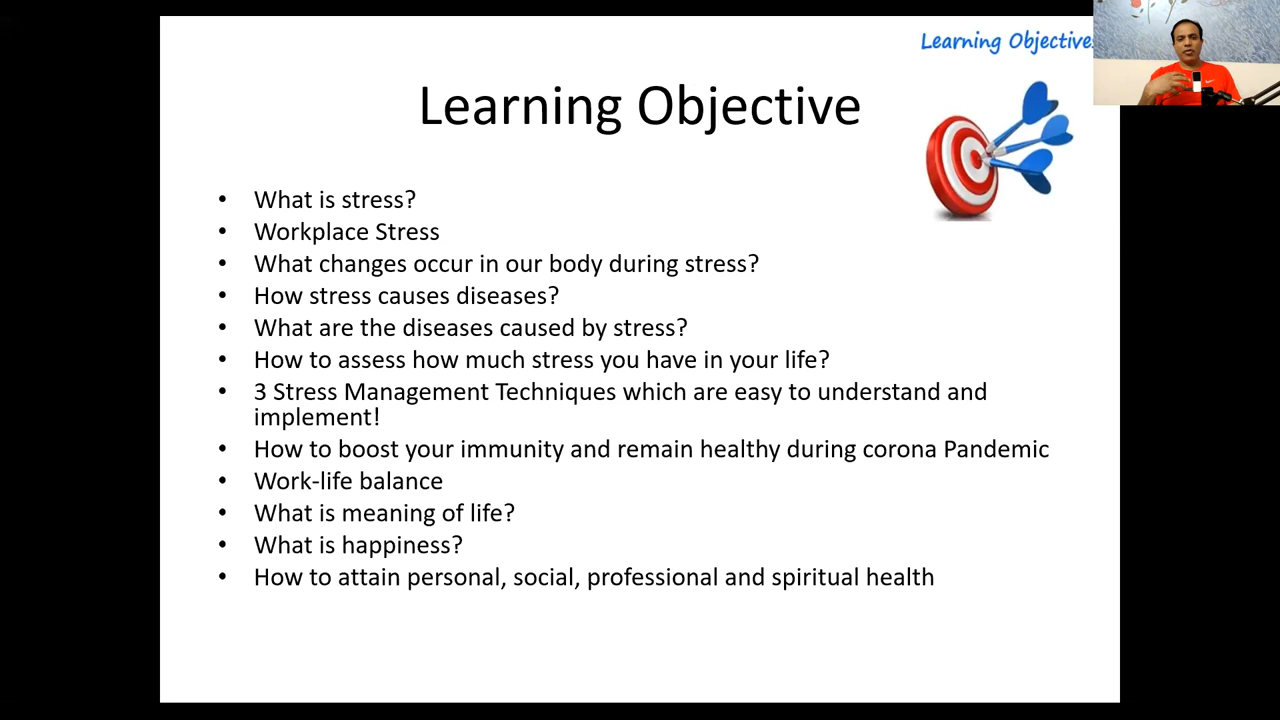 Learning Objective
Learning Objective
• What is stress?
• Workplace Stress
• What changes occur in our body during stress?
• How stress causes diseases?
• What are the diseases caused by stress?
• How to assess how much stress you have in your life?
• 3 Stress Management Techniques which are easy to understand and
implement!
• How to boost your immunity and remain healthy during corona Pandemic
• Work-life balance
• What is meaning of life?
• What is happiness?
• How to attain personal, social, professional and spiritual health